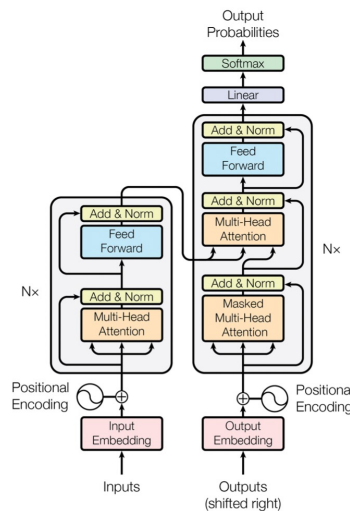 Output
Probabilities
Softmax
Linear
Add & Norm
Feed
Forward
Add & Norm
Multi-Head
Attention
Add & Norm
Masked
Multi-Head
Attention
Nx
Add & Norm
Feed
Forward
Add & Norm
Multi-Head
Attention
Nx
Positional
Encoding
Positional
Encoding
Input
Embedding
Output
Embedding
Inputs
Outputs
(shifted right)